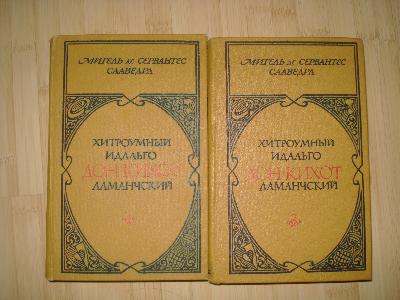 МИГЕЛЬ ДЕ СЕРВАНТЕС
СААВЕДРА
ХИТРОУМНЫЙ
ИДАЛЬГО
ДОН КИХОТ
ЛАМАНЧСКИЙ
МИГЕЛЬ ДЕ СЕРВАНТЕС
СААВЕДРА
ХИТРОУМНЫЙ
ИДАЛЬГО
ДОН КИХОТ
ЛАМАНЧСКИЙ